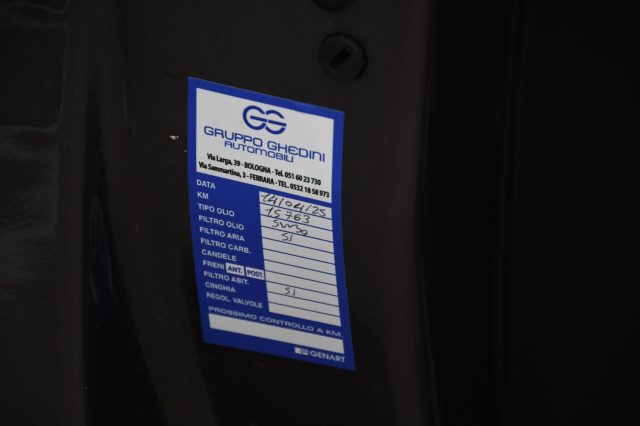 GG
GRUPPO GHEDINI
AUTOMOBILI
Via Larga, 39 - BOLOGNA - Tel. 051 60 23 730
Via Sammartina, 3 - FERRARA - TEL. 0532 18 58 973
DATA 14/04/25
KM 15763
TIPO OLIO 5W30
FILTRO OLIO SI
FILTRO ARIA
FILTRO CARB.
CANDELE
FRENI ANT. POST.
FILTRO ABIT. SI
CINGHIA
REGOL. VALVOLE
PROSSIMO CONTROLLO A KM.
GENART